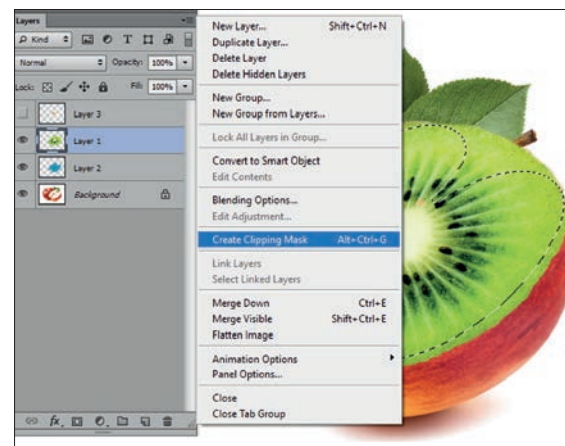 Layers
Kind
Normal
Opacity: 100%
Lock:
Fill: 100%
Layer 3
Layer 1
Layer 2
Background
fx
New Layer... Shift+Ctrl+N
Duplicate Layer...
Delete Layer
Delete Hidden Layers
New Group...
New Group from Layers...
Lock All Layers in Group...
Convert to Smart Object
Edit Contents
Blending Options...
Edit Adjustment...
Create Clipping Mask Alt+Ctrl+G
Link Layers
Select Linked Layers
Merge Down Ctrl+E
Merge Visible Shift+Ctrl+E
Flatten Image
Animation Options
Panel Options...
Close
Close Tab Group